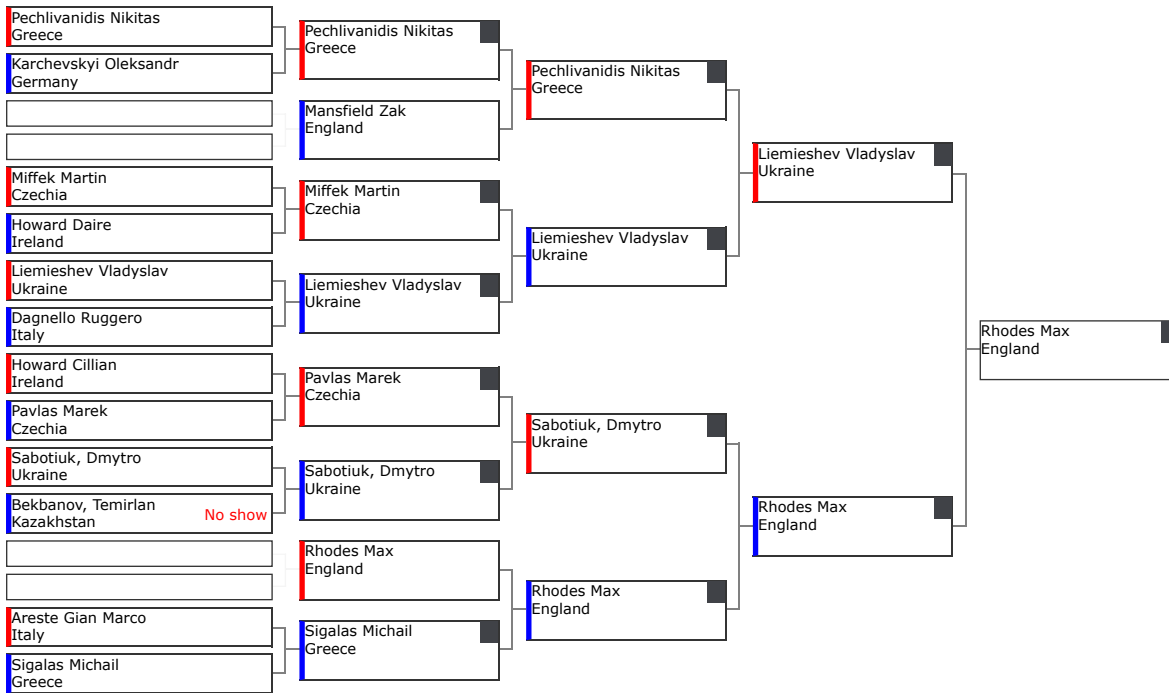 Pechlivanidis Nikitas
Greece
Karchevskyi Oleksandr
Germany
Miffek Martin
Czechia
Howard Daire
Ireland
Liemieshev Vladyslav
Ukraine
Dagnello Ruggero
Italy
Howard Cillian
Ireland
Pavlas Marek
Czechia
Sabotiuk, Dmytro
Ukraine
Bekbanov, Temirlan
Kazakhstan No show
Areste Gian Marco
Italy
Sigalas Michail
Greece
Pechlivanidis Nikitas
Greece
Mansfield Zak
England
Miffek Martin
Czechia
Liemieshev Vladyslav
Ukraine
Pavlas Marek
Czechia
Sabotiuk, Dmytro
Ukraine
Rhodes Max
England
Sigalas Michail
Greece
Pechlivanidis Nikitas
Greece
Liemieshev Vladyslav
Ukraine
Sabotiuk, Dmytro
Ukraine
Rhodes Max
England
Liemieshev Vladyslav
Ukraine
Rhodes Max
England
Rhodes Max
England